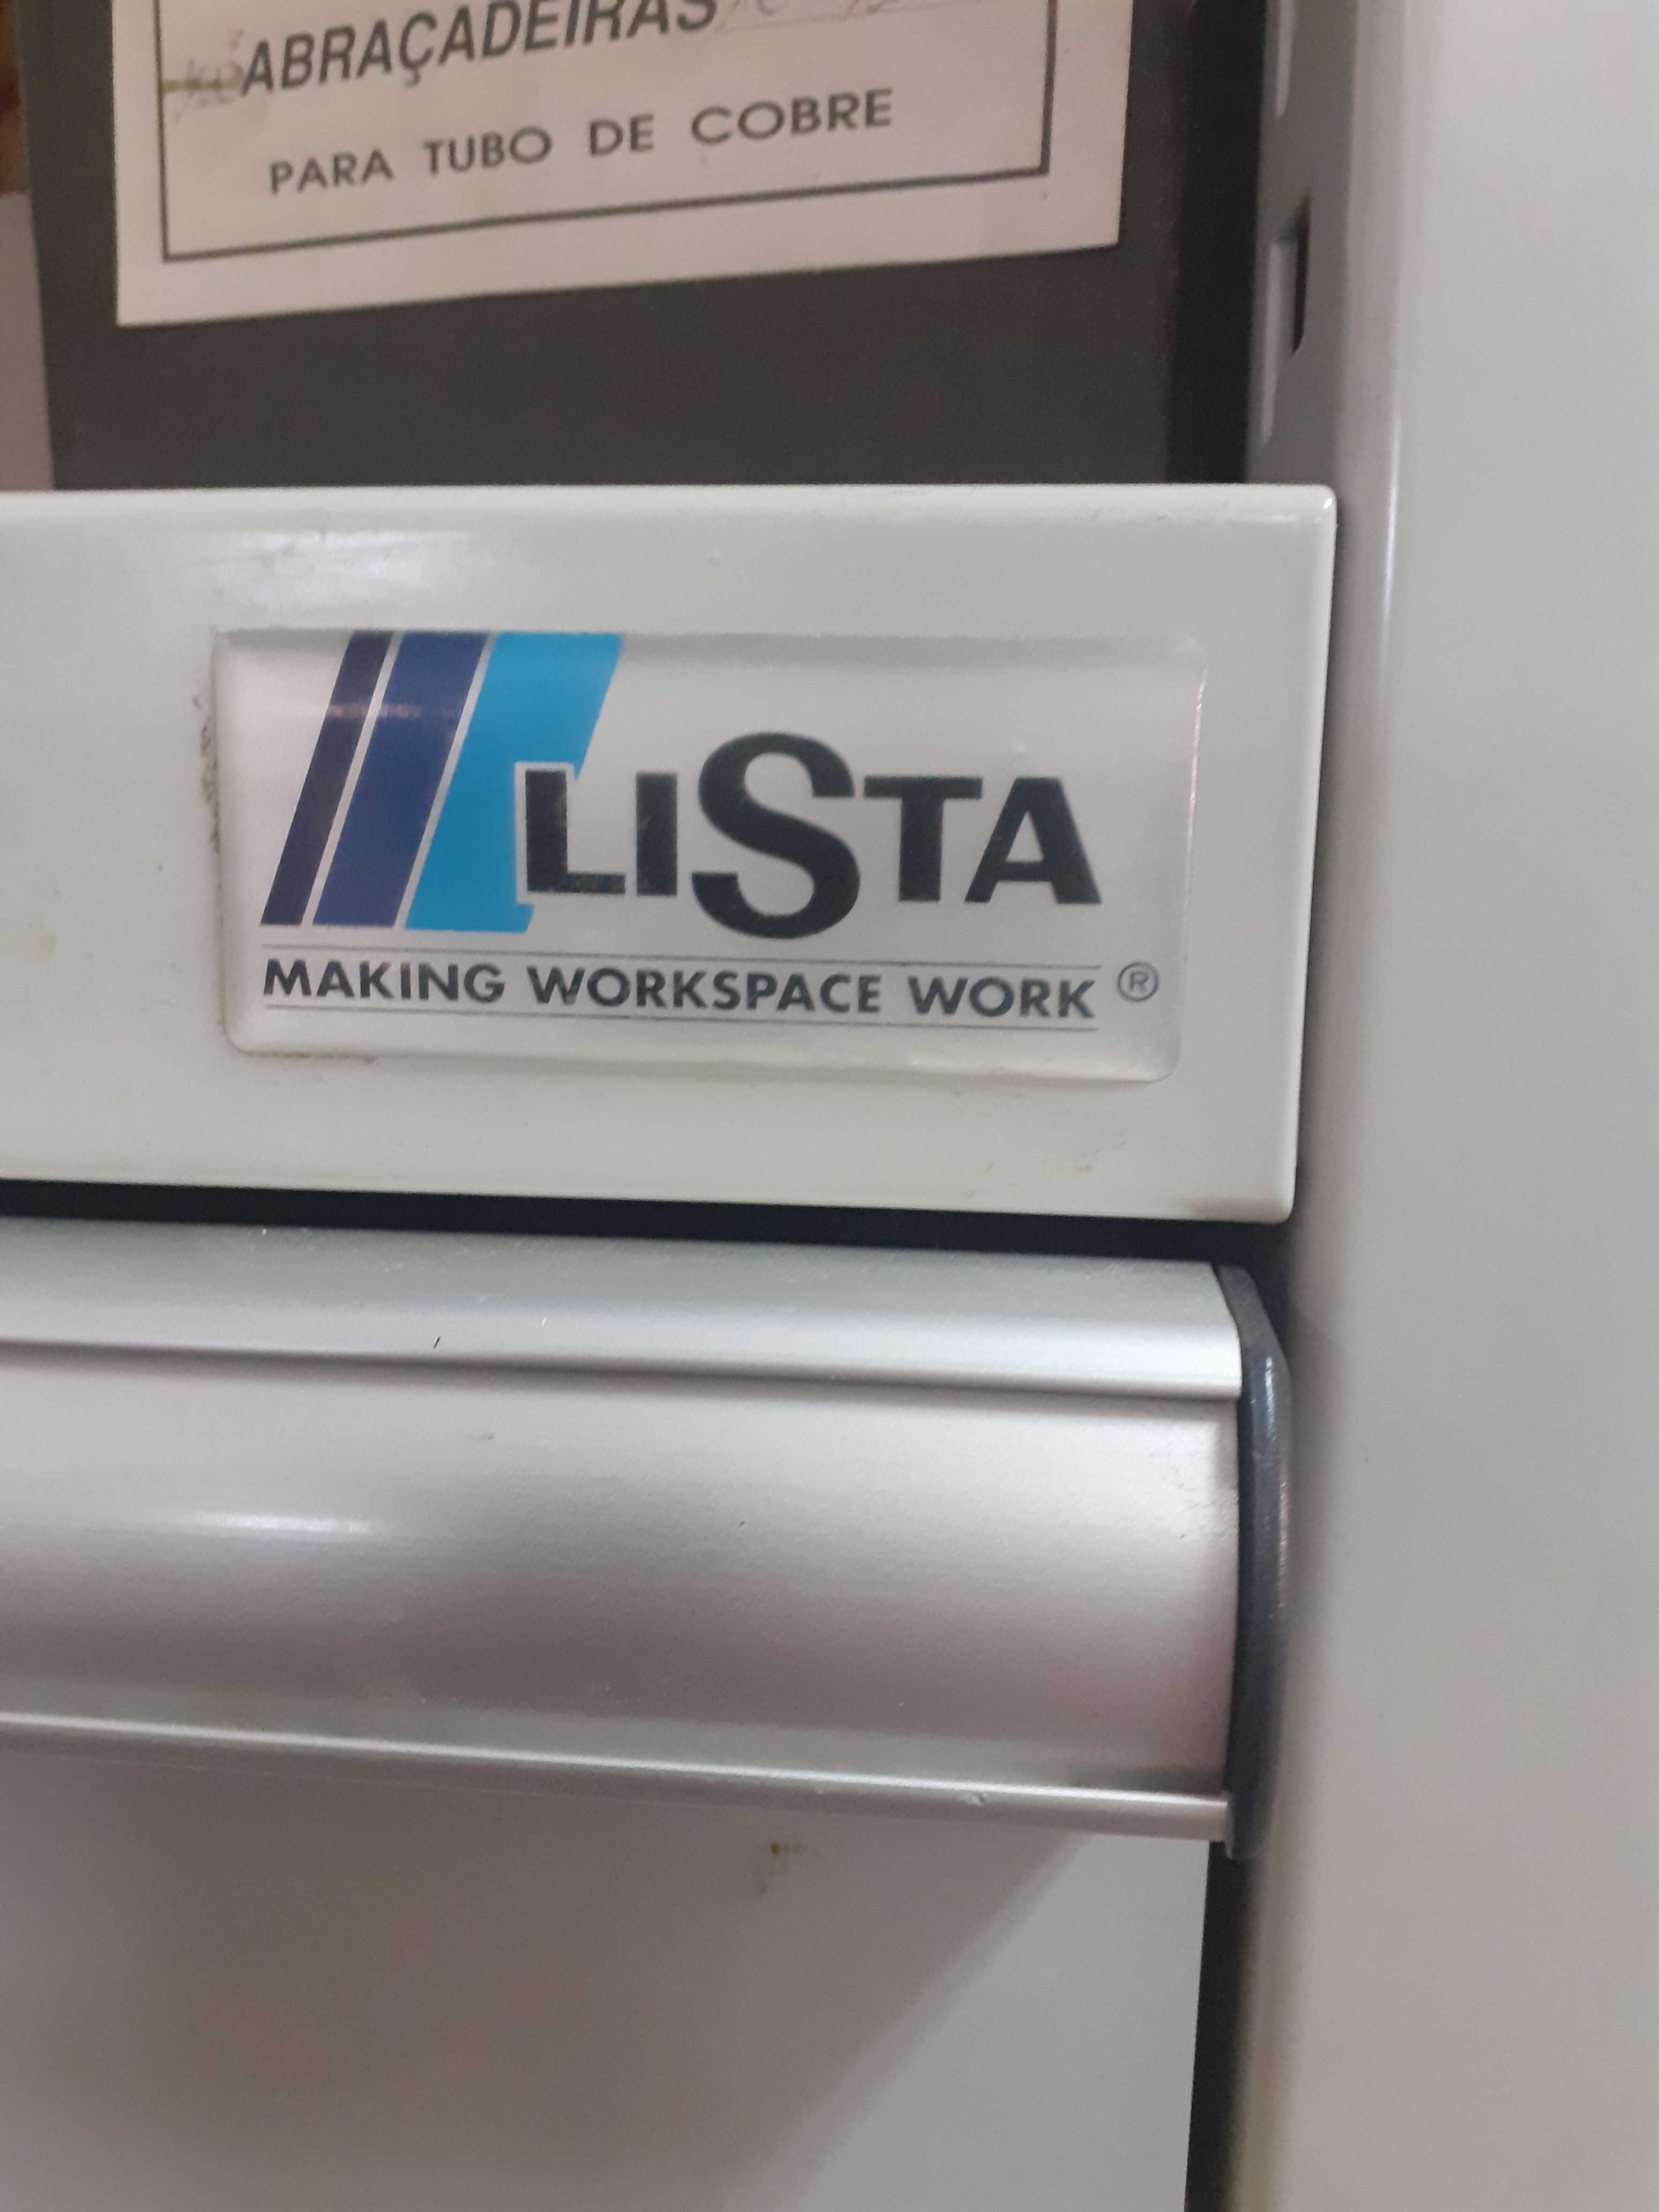 ABRAÇADEIRAS
PARA TUBO DE COBRE
LISTA
MAKING WORKSPACE WORK ®